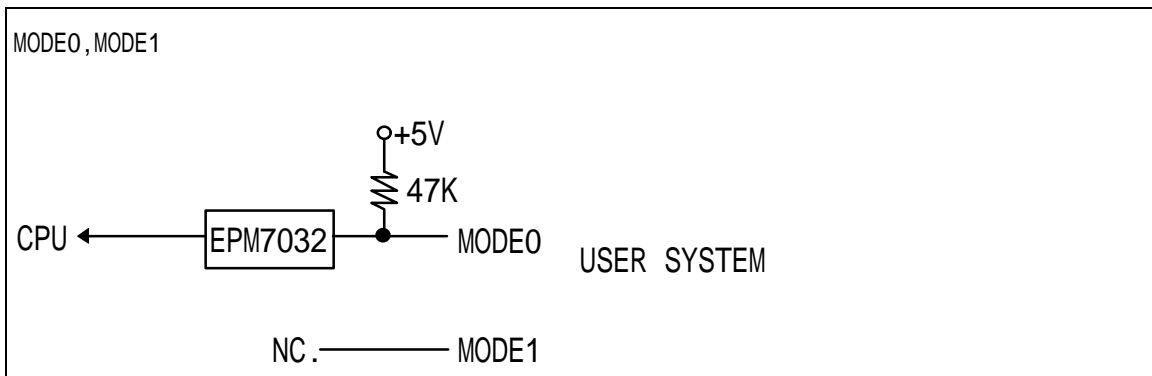 MODE0,MODE1
+5V
47K
CPU
EPM7032
MODE0
USER SYSTEM
NC.
MODE1